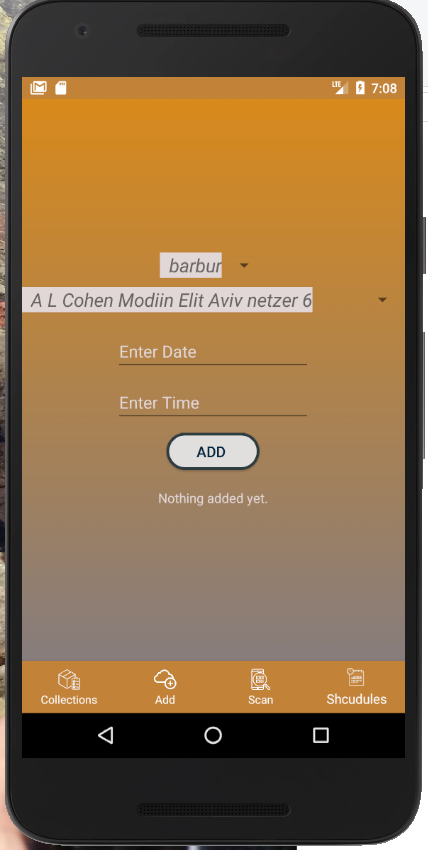 LTE 7:08
barbur
A L Cohen Modiin Elit Aviv netzer 6
Enter Date
Enter Time
ADD
Nothing added yet.
Collections Add Scan Shcudules